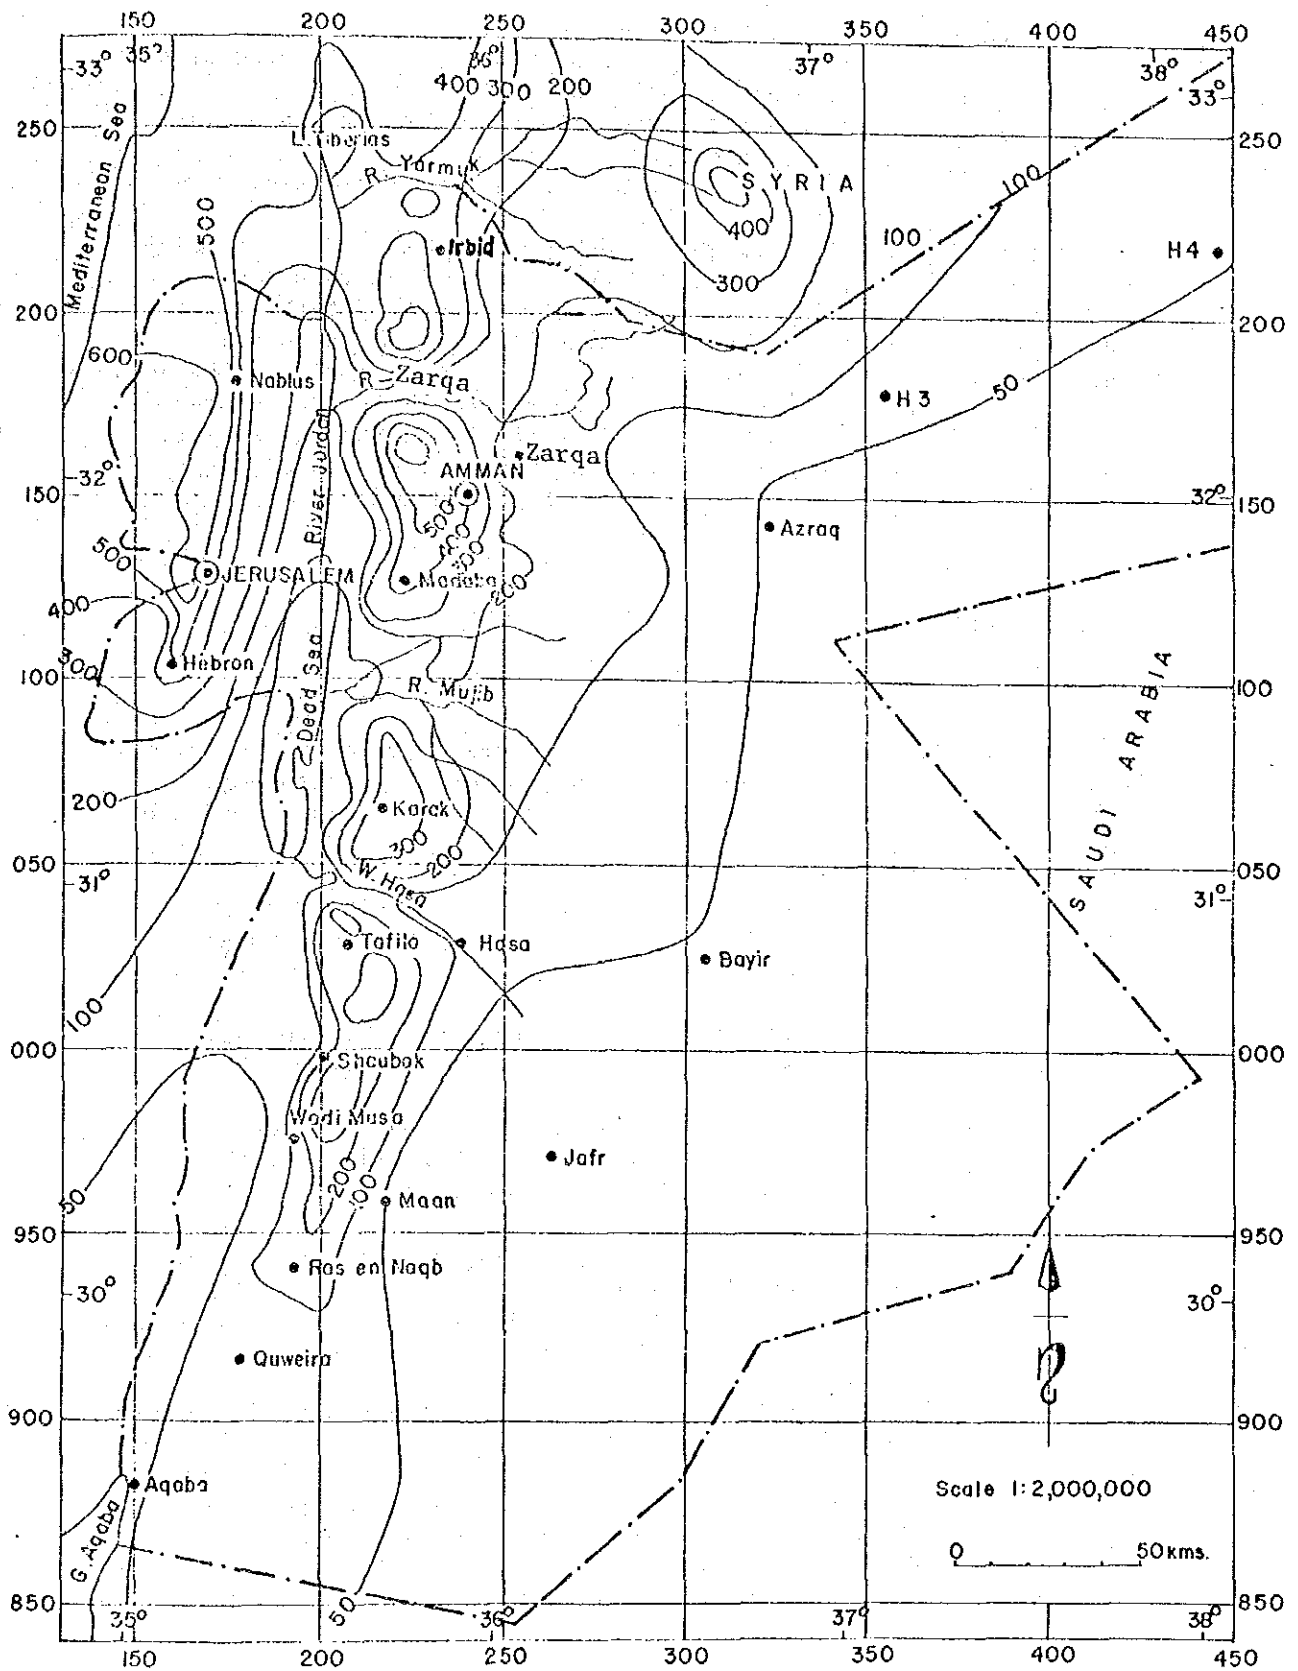 150 200 250 300 350 400 450
33° 35° 36° 37° 38° 33°
400 300 200
250 250
Mediterranean Sea
L. Tiberias
R. Yarmuk
SYRIA
100
500
400
100
Irbid
H4
300
200 200
600
Nablus
R. Zarqa
50
H3
River Jordan
Zarqa
32° AMMAN 32°
150 150
500
400
300
200
Azraq
500
JERUSALEM
Madaba
400
300
Hebron
Dead Sea
100 100
R. Mujib
SAUDI ARABIA
200
Karak
300
200
050 050
31° W. Hasa 31°
Tafila
Hasa
Bayir
100
000 000
Shaubak
Wadi Musa
Jafr
200
100
50
Maan
950 950
Ras en Naqb
30° 30°
Quweira
900 900
Aqaba
Scale 1:2,000,000
G. Aqaba
0 50 kms.
850 850
35° 50 36° 37° 38°
150 200 250 300 350 400 450